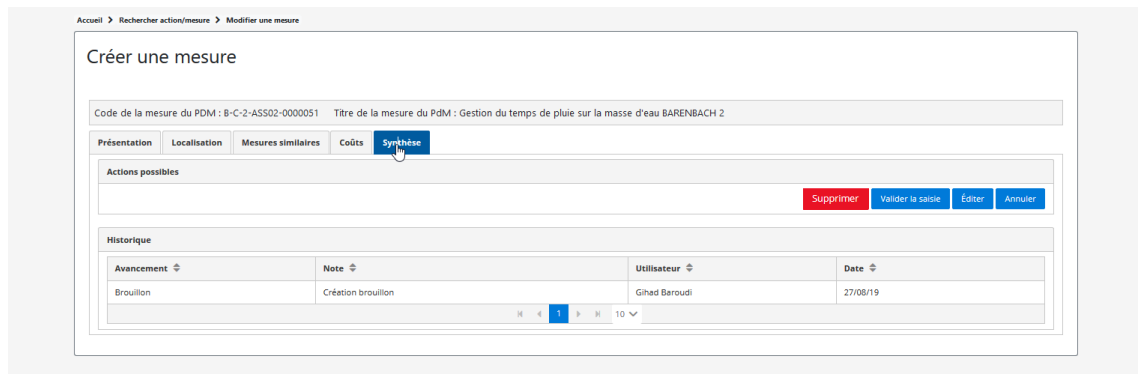 Accueil > Rechercher action/mesure > Modifier une mesure
Créer une mesure
Code de la mesure du PDM : B-C-2-ASS02-0000051 Titre de la mesure du PdM : Gestion du temps de pluie sur la masse d'eau BARENBACH 2
Présentation Localisation Mesures similaires Coûts Synthèse
Actions possibles
Supprimer Valider la saisie Éditer Annuler
Historique
Avancement Note Utilisateur Date
Brouillon Création brouillon Gihad Baroudi 27/08/19
1 10